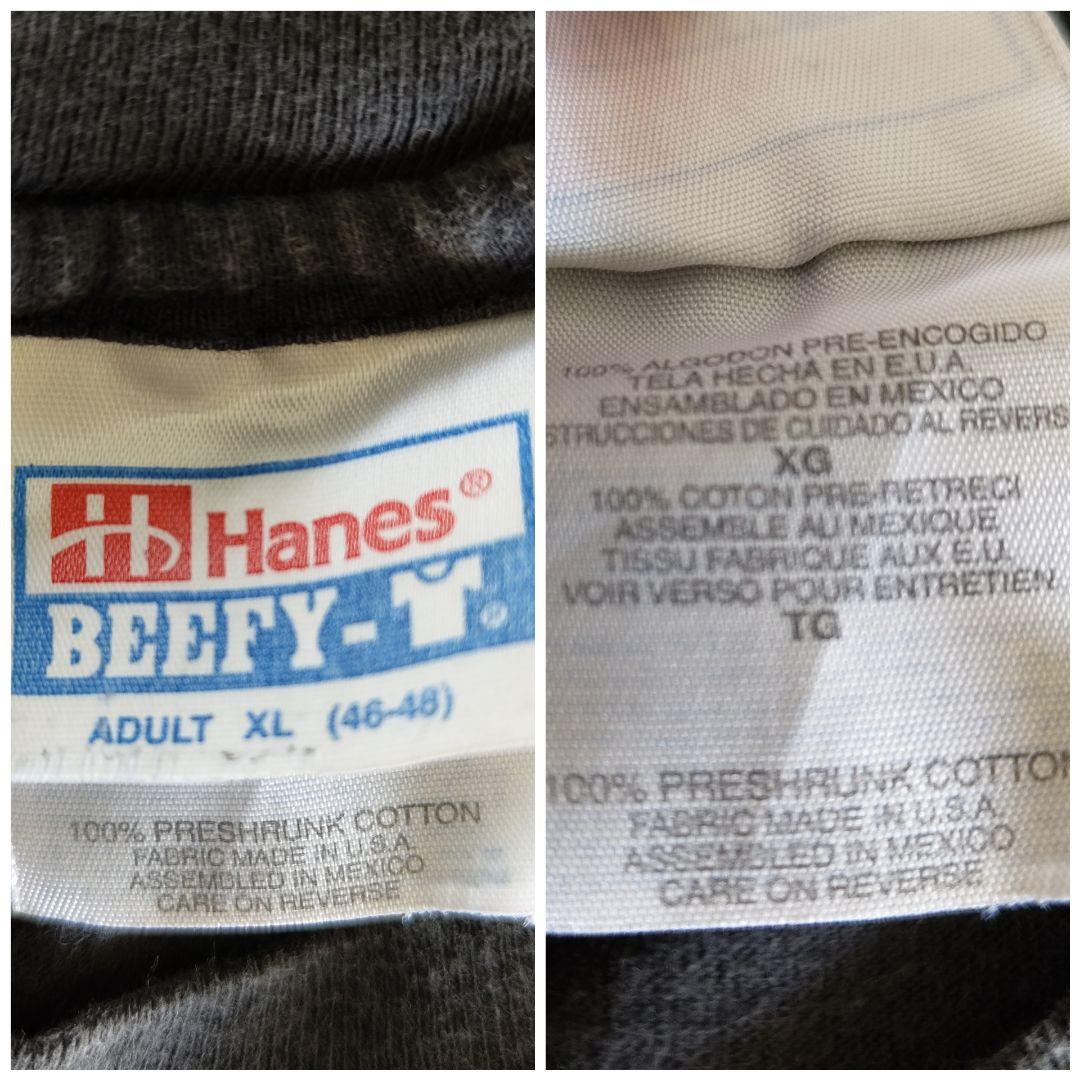 Hanes®
BEEFY-T®
ADULT XL (46-48)
100% PRESHRUNK COTTON
FABRIC MADE IN U.S.A
ASSEMBLED IN MEXICO
CARE ON REVERSE
100% ALGODON PRE-ENCOGIDO
TELA HECHA EN E.U.A.
ENSAMBLADO EN MEXICO
STRUCCIONES DE CUIDADO AL REVERS
XG
100% COTON PRE-RETRECI
ASSEMBLE AU MEXIQUE
TISSU FABRIQUE AUX E.U.
VOIR VERSO POUR ENTRETIEN
TG
100% PRESHRUNK COTTON
FABRIC MADE IN U.S.A
ASSEMBLED IN MEXICO
CARE ON REVERSE